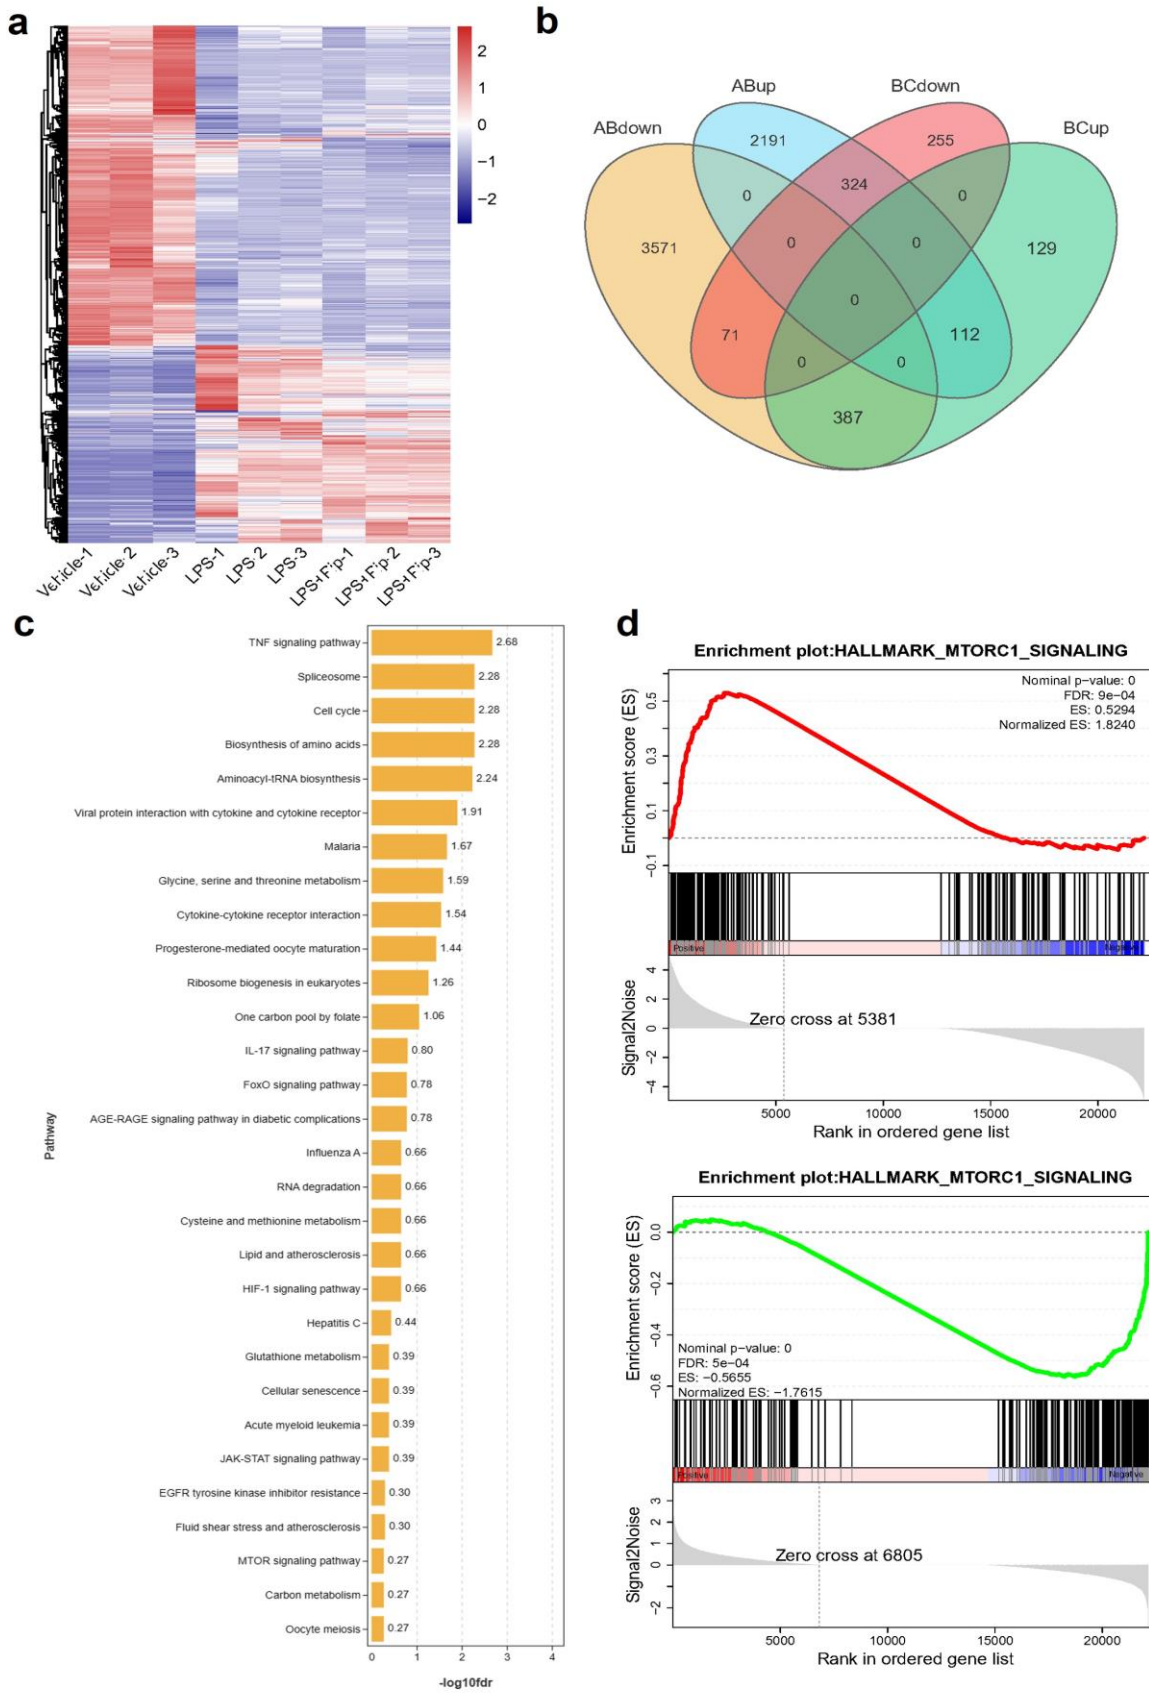 a
2
1
0
−1
−2
Vehicle-1
Vehicle-2
Vehicle-3
LPS-1
LPS-2
LPS-3
b
ABdown
ABup
BCdown
BCup
2191
255
324
0
0
3571
0
0
129
0
71
112
0
0
387
c
TNF signaling pathway 2.68
Spliceosome 2.28
Cell cycle 2.28
Biosynthesis of amino acids 2.28
Aminoacyl-tRNA biosynthesis 2.24
Viral protein interaction with cytokine and cytokine receptor 1.91
Malaria 1.67
Glycine, serine and threonine metabolism 1.59
Cytokine-cytokine receptor interaction 1.54
Progesterone-mediated oocyte maturation 1.44
Ribosome biogenesis in eukaryotes 1.26
One carbon pool by folate 1.06
IL-17 signaling pathway 0.80
FoxO signaling pathway 0.78
AGE-RAGE signaling pathway in diabetic complications 0.78
Influenza A 0.66
RNA degradation 0.66
Cysteine and methionine metabolism 0.66
Lipid and atherosclerosis 0.66
HIF-1 signaling pathway 0.66
Hepatitis C 0.44
Glutathione metabolism 0.39
Cellular senescence 0.39
Acute myeloid leukemia 0.39
JAK-STAT signaling pathway 0.39
EGFR tyrosine kinase inhibitor resistance 0.30
Fluid shear stress and atherosclerosis 0.30
MTOR signaling pathway 0.27
Carbon metabolism 0.27
Oocyte meiosis 0.27
Pathway
0 1 2 3 4
-log10fdr
d
Enrichment plot:HALLMARK_MTORC1_SIGNALING
Nominal p-value: 0
FDR: 9e-04
ES: 0.5294
Normalized ES: 1.8240
Enrichment score (ES)
0.5
0.3
0.1
−0.1
Positive
Negative
Signal2Noise
4
2
0
−2
−4
Zero cross at 5381
5000 10000 15000 20000
Rank in ordered gene list
Enrichment plot:HALLMARK_MTORC1_SIGNALING
Enrichment score (ES)
0.0
−0.2
−0.4
−0.6
Nominal p-value: 0
FDR: 5e-04
ES: −0.5655
Normalized ES: −1.7615
Positive
Negative
Signal2Noise
3
2
1
0
−2
Zero cross at 6805
5000 10000 15000 20000
Rank in ordered gene list